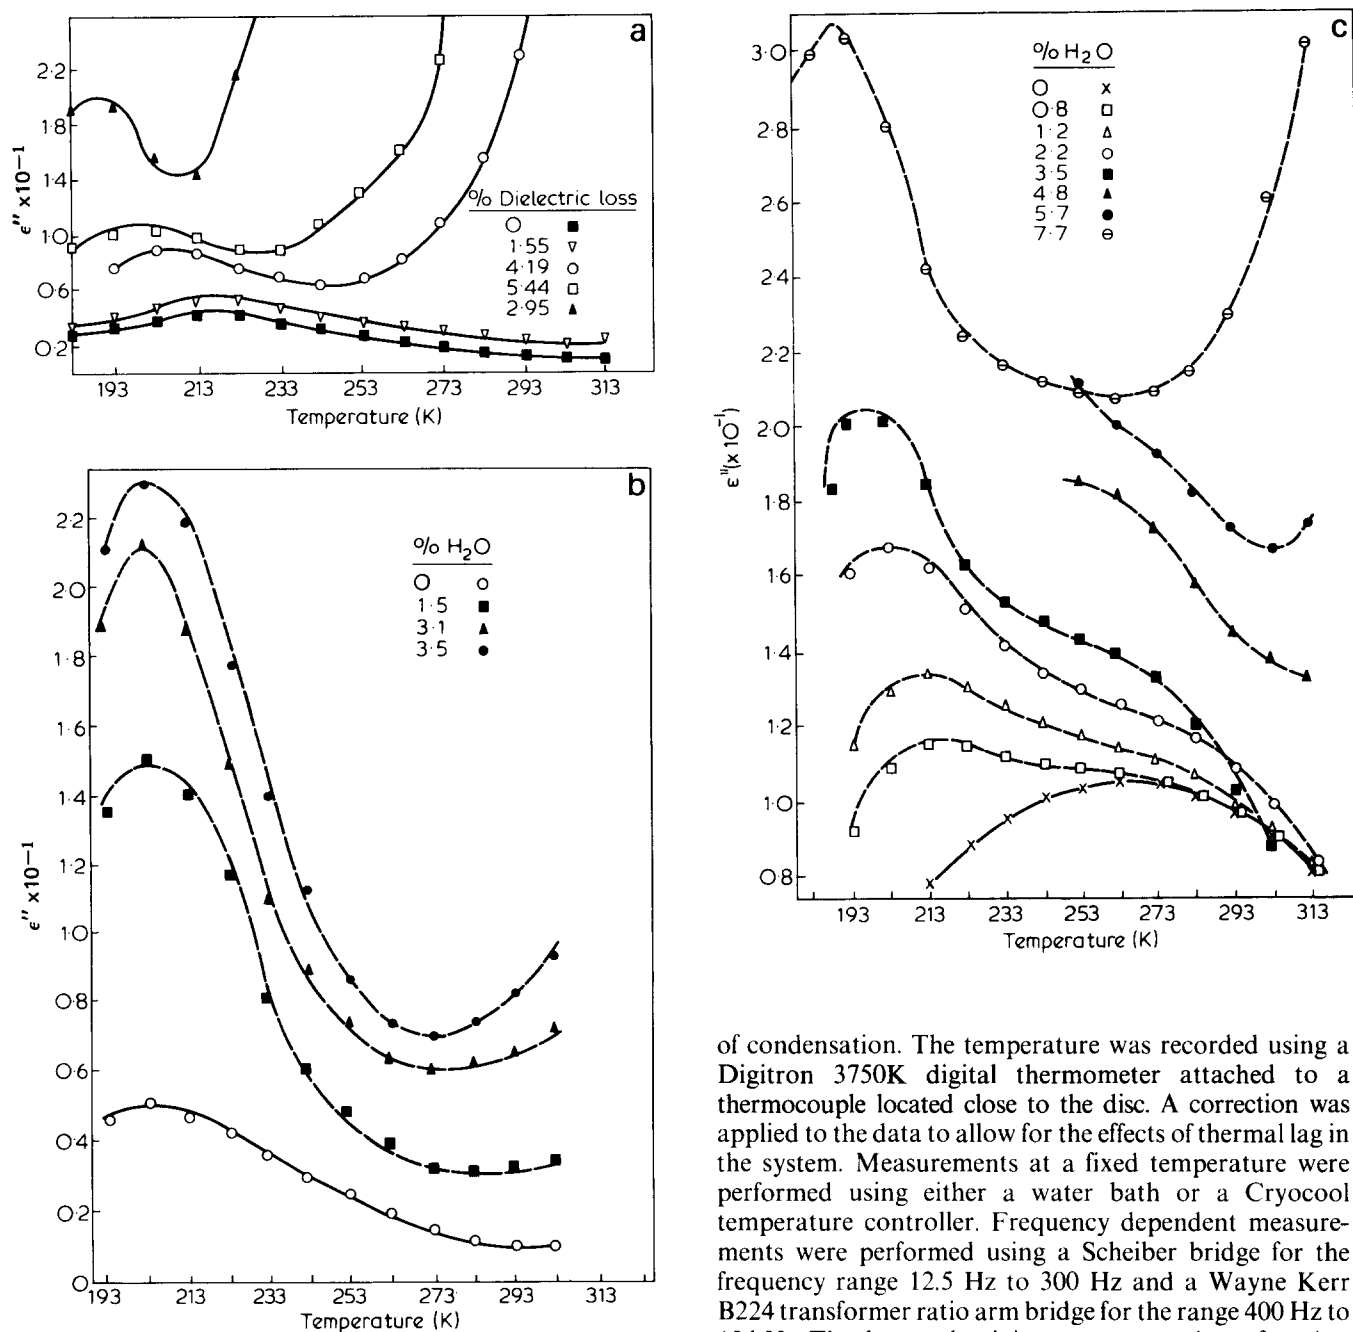 a
2·2
1·8
1·4
1·0
0·6
0·2
ε″ ×10⁻¹
% Dielectric loss
0 ■
1·55 ▽
4·19 ○
5·44 □
2·95 ▲
193 213 233 253 273 293 313
Temperature (K)
b
2·2
2·0
1·8
1·6
1·4
1·2
1·0
0·8
0·6
0·4
0·2
0
ε″ ×10⁻¹
% H₂O
0 ○
1·5 ■
3·1 ▲
3·5 ●
193 213 233 253 273 293 313
Temperature (K)
c
3·0
2·8
2·6
2·4
2·2
2·0
1·8
1·6
1·4
1·2
1·0
0·8
ε″(× 10⁻¹)
% H₂O
0 ×
0·8 □
1·2 △
2·2 ○
3·5 ■
4·8 ▲
5·7 ●
7·7 ⊖
193 213 233 253 273 293 313
Temperature (K)
of condensation. The temperature was recorded using a
Digitron 3750K digital thermometer attached to a
thermocouple located close to the disc. A correction was
applied to the data to allow for the effects of thermal lag in
the system. Measurements at a fixed temperature were
performed using either a water bath or a Cryocool
temperature controller. Frequency dependent measure-
ments were performed using a Scheiber bridge for the
frequency range 12.5 Hz to 300 Hz and a Wayne Kerr
B224 transformer ratio arm bridge for the range 400 Hz to